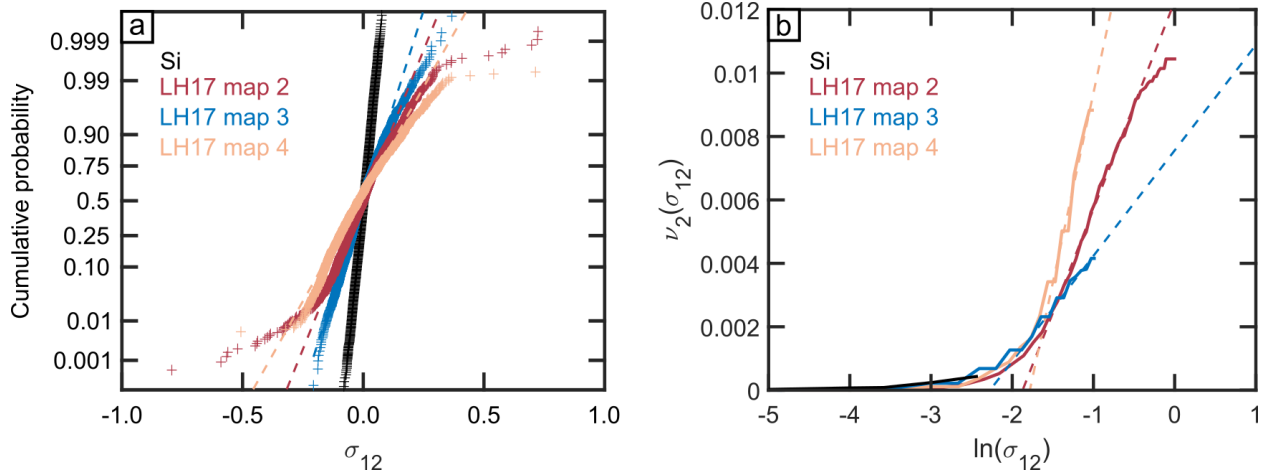 a
Si
LH17 map 2
LH17 map 3
LH17 map 4
Cumulative probability
0.999
0.99
0.90
0.75
0.5
0.25
0.10
0.01
0.001
-1.0 -0.5 0.0 0.5 1.0
σ₁₂
b
Si
LH17 map 2
LH17 map 3
LH17 map 4
ν₂(σ₁₂)
0.012
0.010
0.008
0.006
0.004
0.002
0
-5 -4 -3 -2 -1 0 1
ln(σ₁₂)